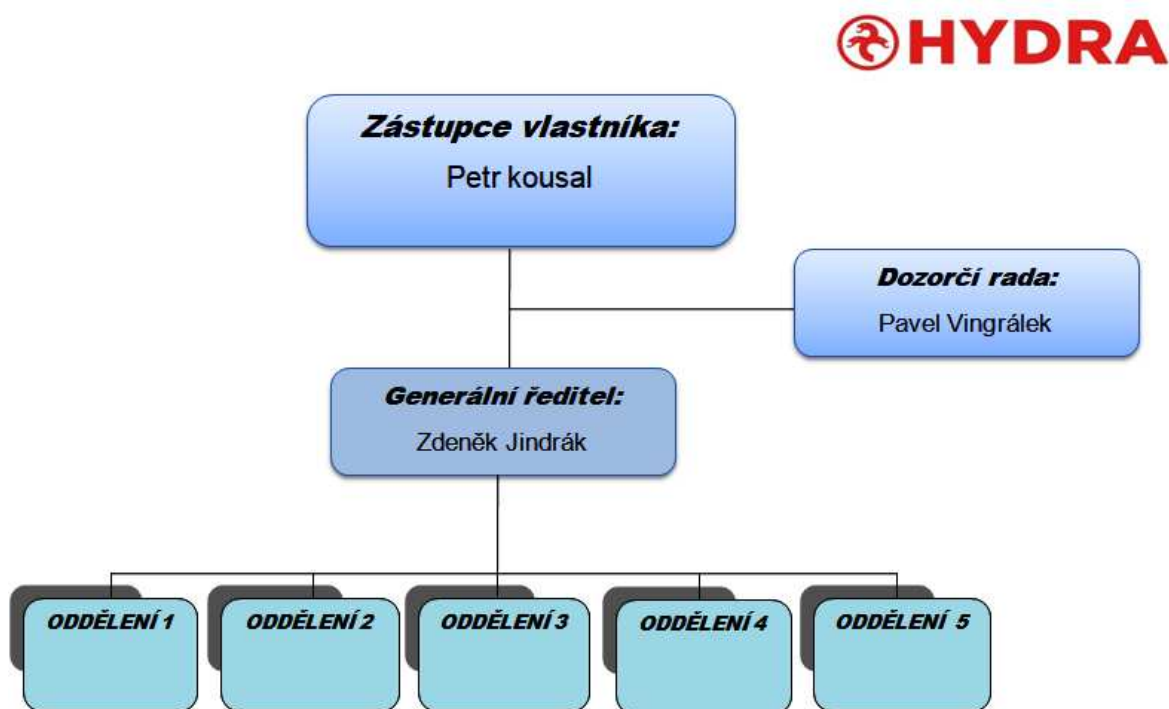 HYDRA
Zástupce vlastníka:
Petr kousal
Dozorčí rada:
Pavel Vingrálek
Generální ředitel:
Zdeněk Jindrák
ODDĚLENÍ 1
ODDĚLENÍ 2
ODDĚLENÍ 3
ODDĚLENÍ 4
ODDĚLENÍ 5